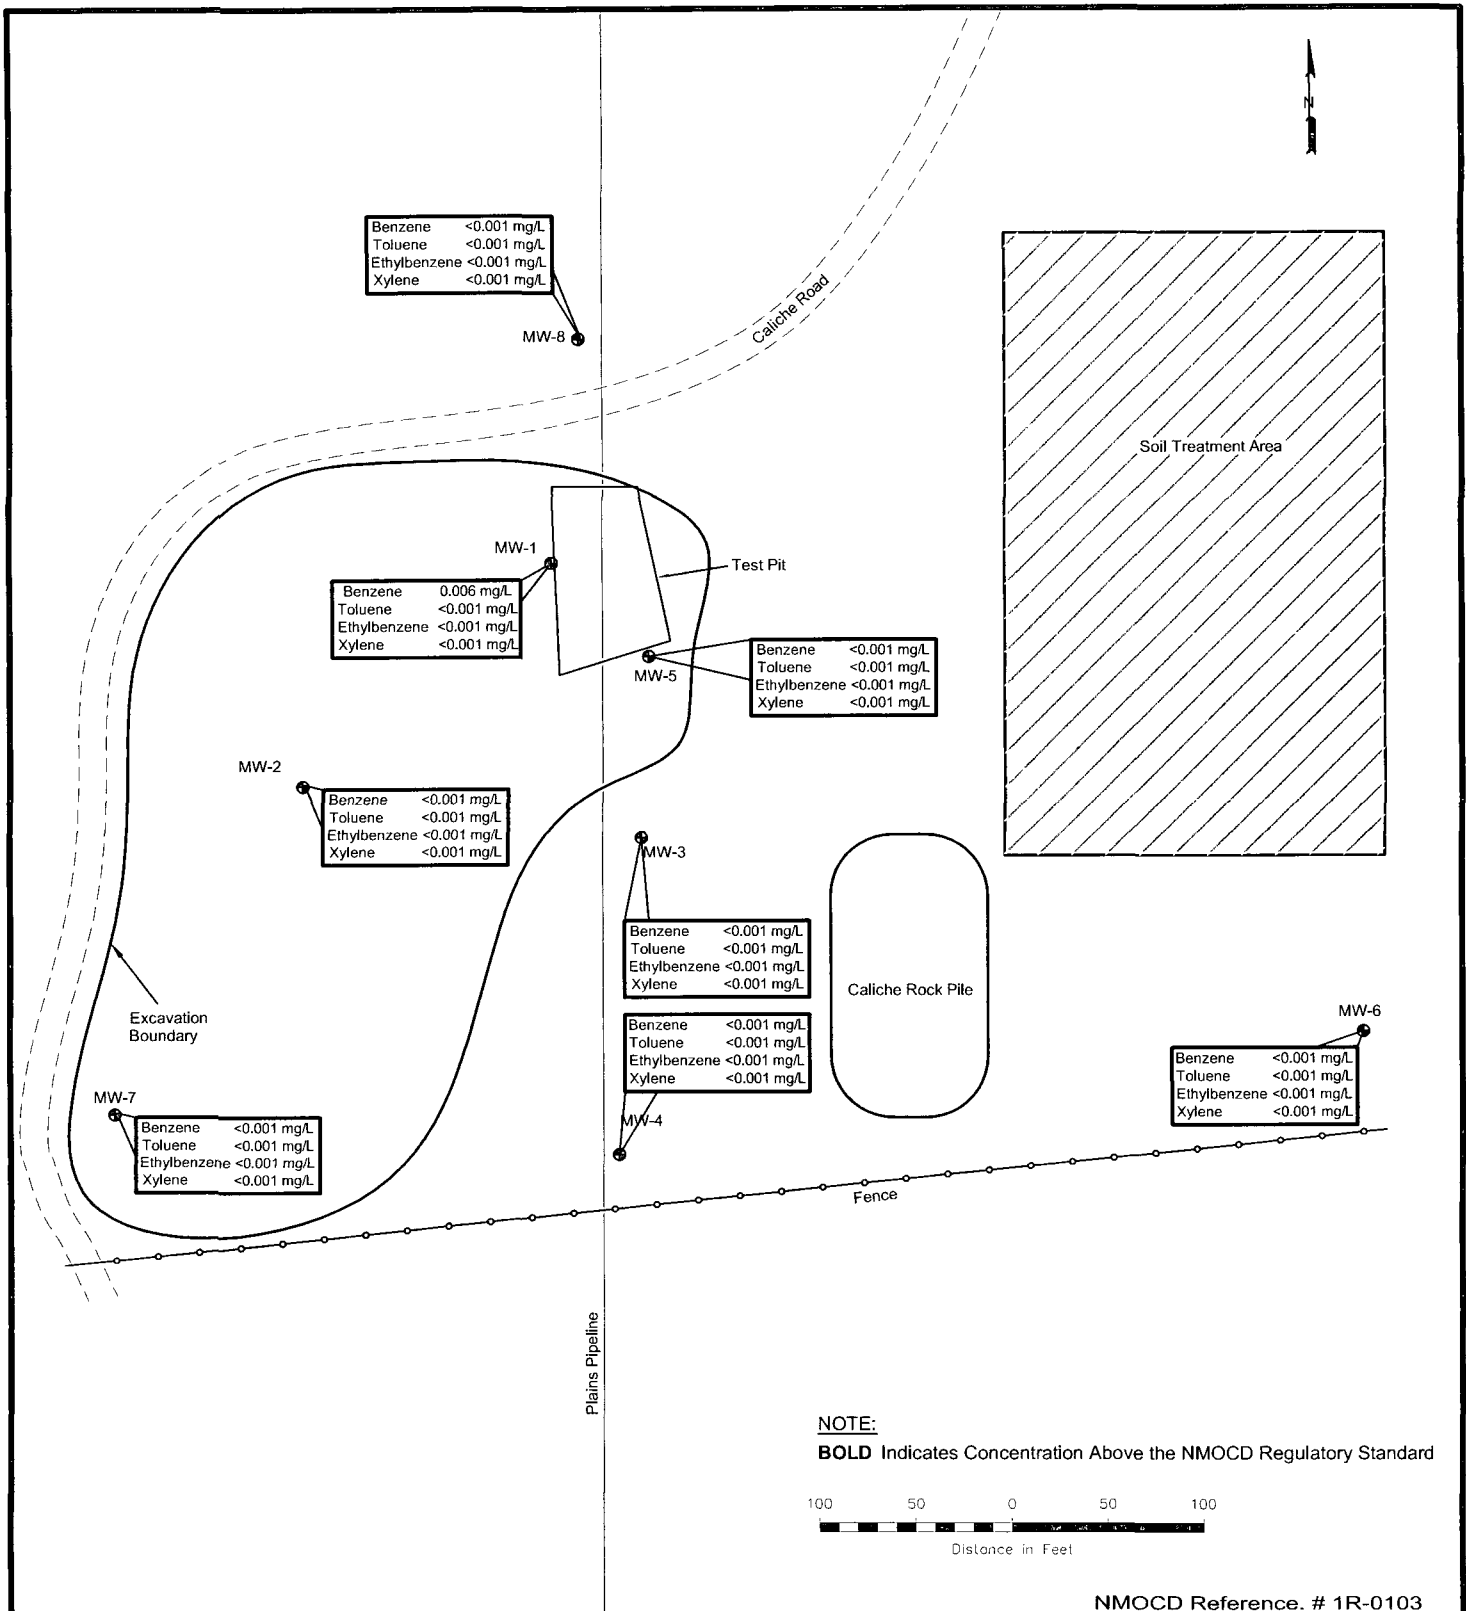 N
Benzene <0.001 mg/L
Toluene <0.001 mg/L
Ethylbenzene <0.001 mg/L
Xylene <0.001 mg/L
MW-8
Caliche Road
Soil Treatment Area
MW-1
Test Pit
Benzene 0.006 mg/L
Toluene <0.001 mg/L
Ethylbenzene <0.001 mg/L
Xylene <0.001 mg/L
MW-5
Benzene <0.001 mg/L
Toluene <0.001 mg/L
Ethylbenzene <0.001 mg/L
Xylene <0.001 mg/L
MW-2
Benzene <0.001 mg/L
Toluene <0.001 mg/L
Ethylbenzene <0.001 mg/L
Xylene <0.001 mg/L
MW-3
Benzene <0.001 mg/L
Toluene <0.001 mg/L
Ethylbenzene <0.001 mg/L
Xylene <0.001 mg/L
Caliche Rock Pile
Excavation
Boundary
Benzene <0.001 mg/L
Toluene <0.001 mg/L
Ethylbenzene <0.001 mg/L
Xylene <0.001 mg/L
MW-4
MW-6
Benzene <0.001 mg/L
Toluene <0.001 mg/L
Ethylbenzene <0.001 mg/L
Xylene <0.001 mg/L
MW-7
Benzene <0.001 mg/L
Toluene <0.001 mg/L
Ethylbenzene <0.001 mg/L
Xylene <0.001 mg/L
Fence
Plains Pipeline
NOTE:
BOLD Indicates Concentration Above the NMOCD Regulatory Standard
100 50 0 50 100
Distance in Feet
NMOCD Reference. # 1R-0103